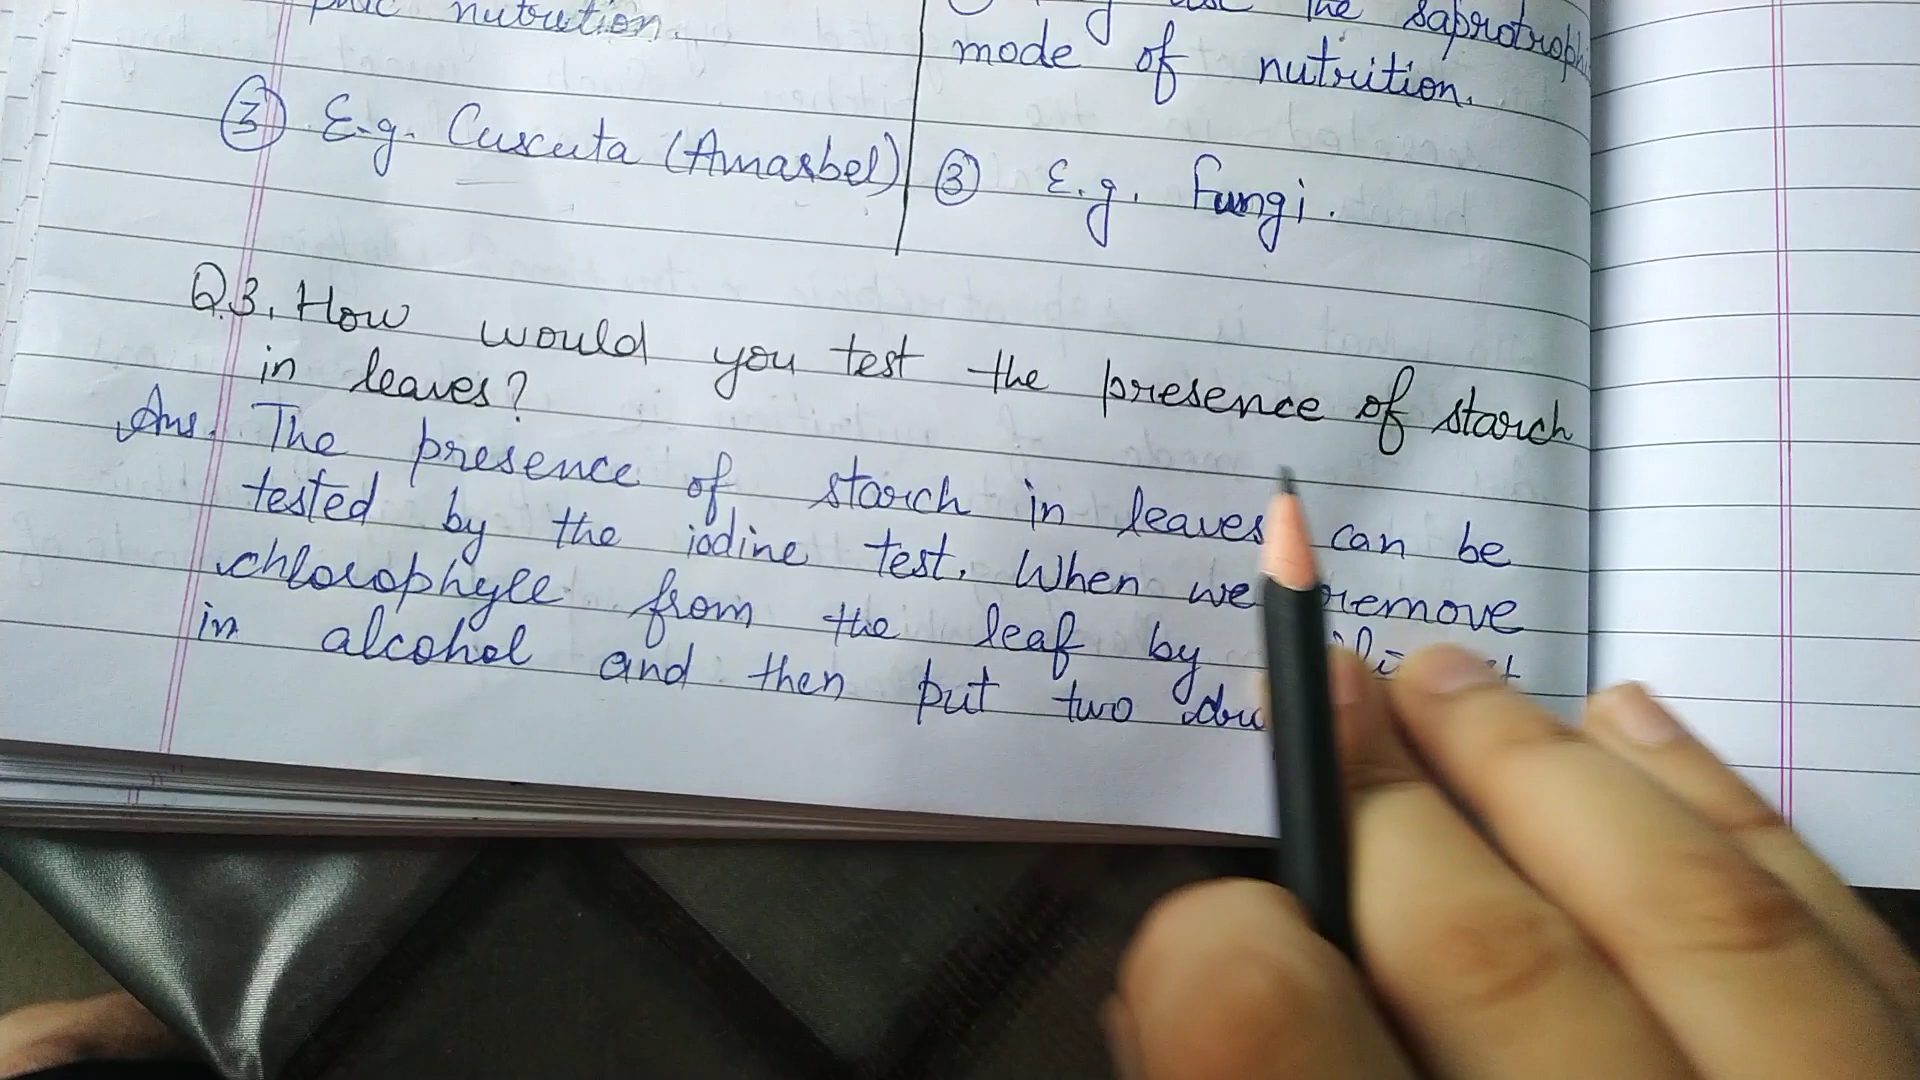 nutrition.
the saprotrophi
mode of nutrition.
③ E.g. Cuscuta (Amarbel)
③ E.g. Fungi.
Q.3. How would you test the presence of starch
in leaves?
Ans. The presence of starch in leaves can be
tested by the iodine test. When we remove
chlorophyll from the leaf by
in alcohol and then put two